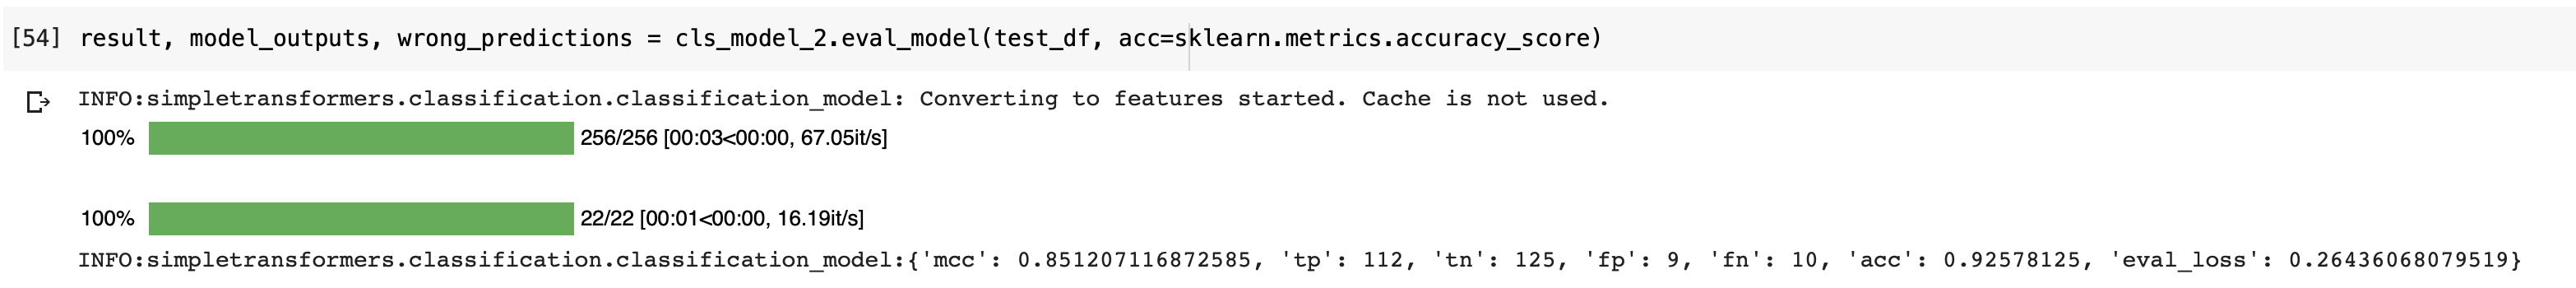 [54] result, model_outputs, wrong_predictions = cls_model_2.eval_model(test_df, acc=sklearn.metrics.accuracy_score)
INFO:simpletransformers.classification.classification_model: Converting to features started. Cache is not used.
100% 256/256 [00:03<00:00, 67.05it/s]
100% 22/22 [00:01<00:00, 16.19it/s]
INFO:simpletransformers.classification.classification_model:{'mcc': 0.851207116872585, 'tp': 112, 'tn': 125, 'fp': 9, 'fn': 10, 'acc': 0.92578125, 'eval_loss': 0.26436068079519}